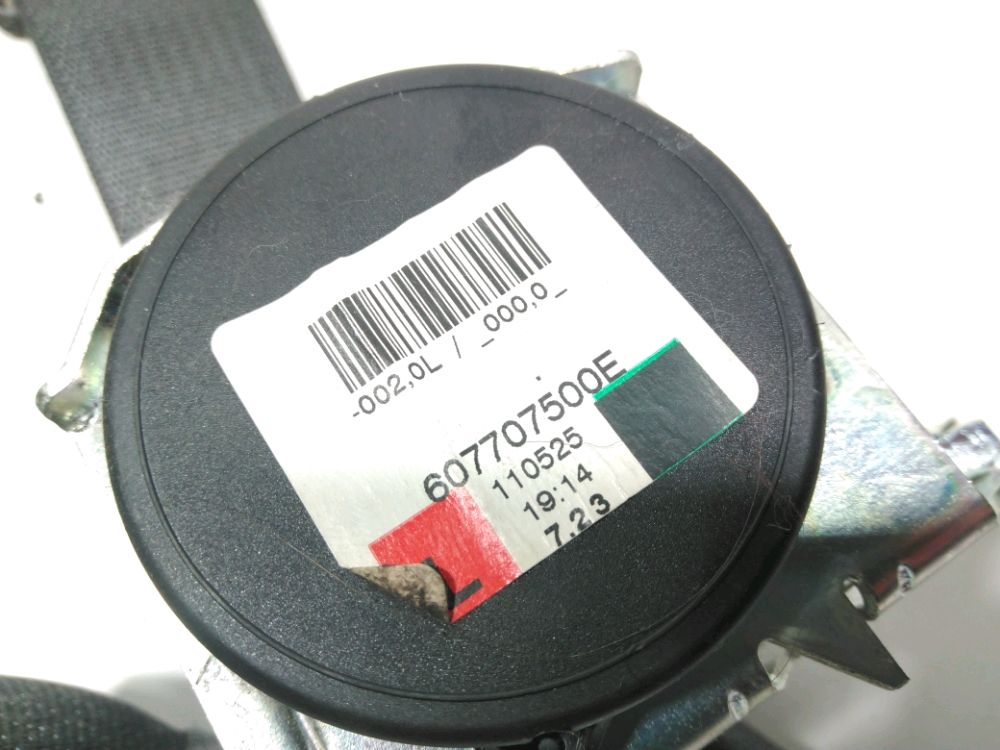 -002,0L / _000,0_
607707500E
110525
19:14
7.23
L